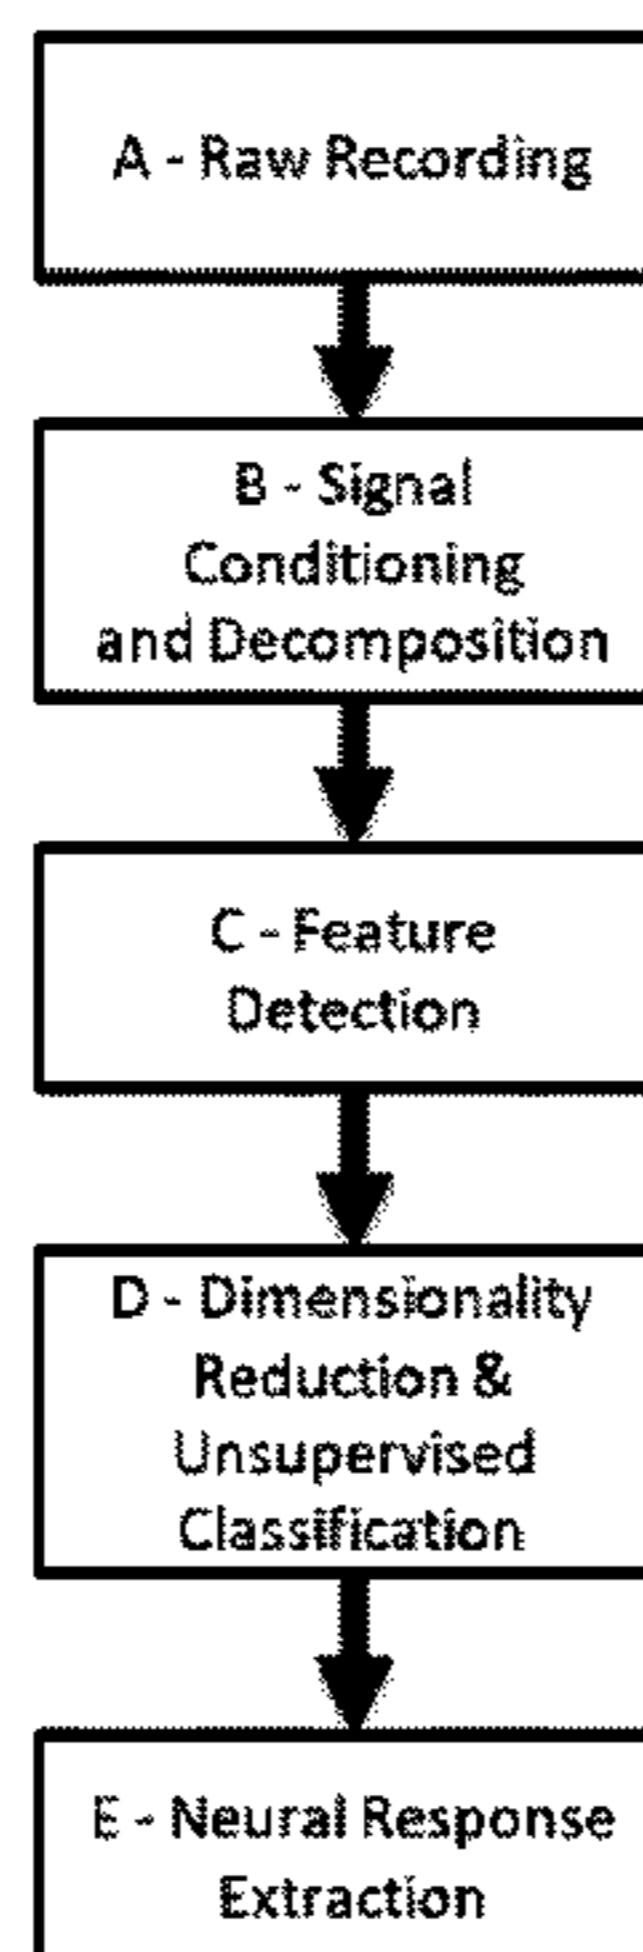 A - Raw Recording
B - Signal
Conditioning
and Decomposition
C - Feature
Detection
D - Dimensionality
Reduction &
Unsupervised
Classification
E - Neural Response
Extraction